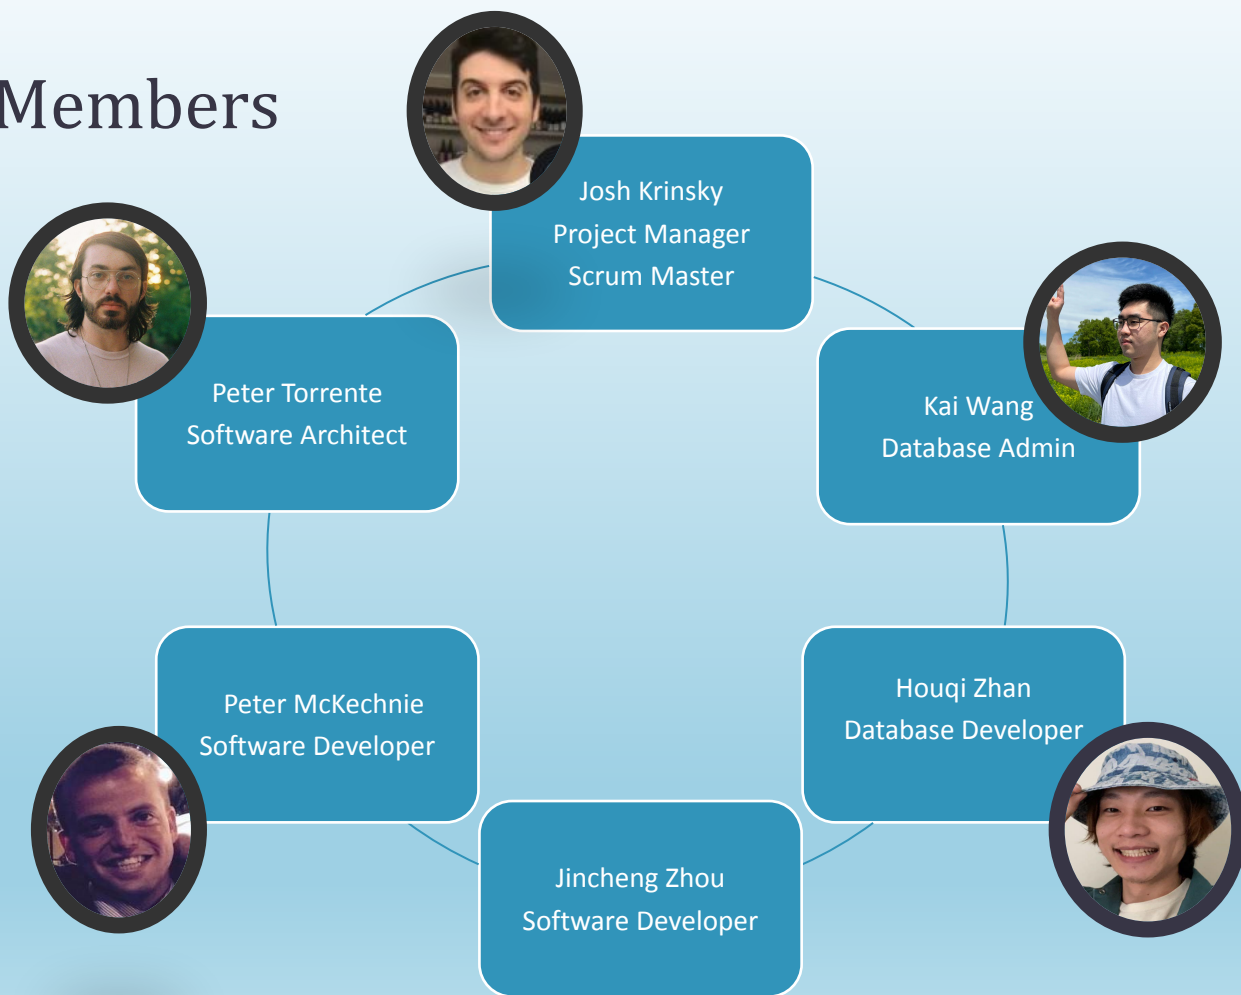 Members
Josh Krinsky
Project Manager
Scrum Master
Peter Torrente
Software Architect
Kai Wang
Database Admin
Peter McKechnie
Software Developer
Houqi Zhan
Database Developer
Jincheng Zhou
Software Developer